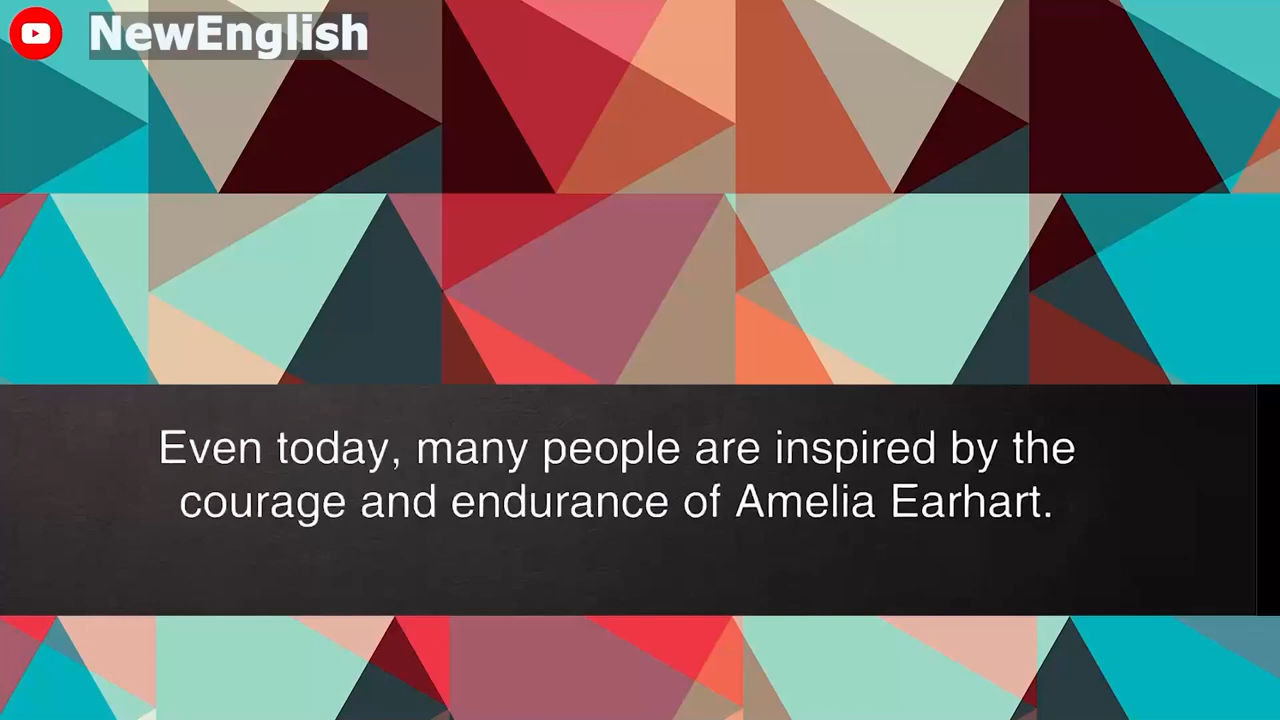 NewEnglish
Even today, many people are inspired by the
courage and endurance of Amelia Earhart.